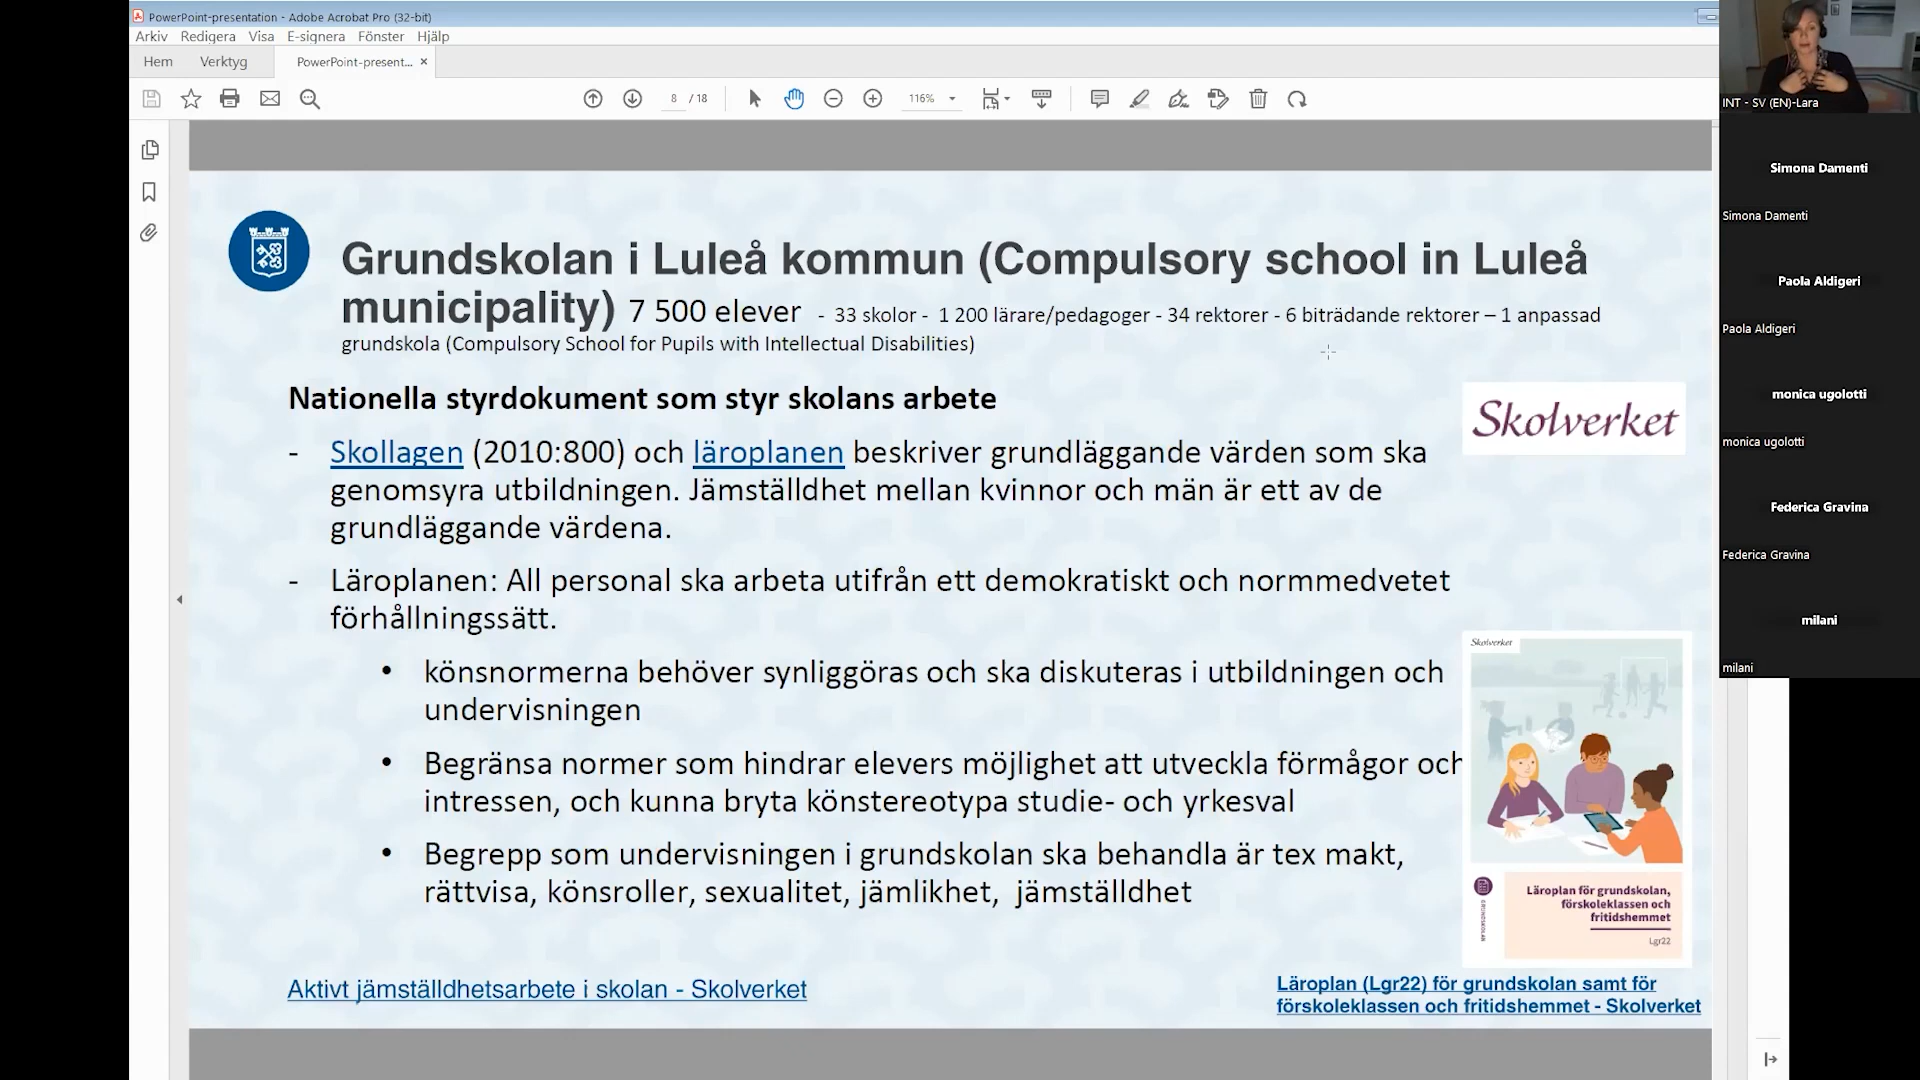 PowerPoint-presentation - Adobe Acrobat Pro (32-bit)
Arkiv Redigera Visa E-signera Fönster Hjälp
Hem Verktyg PowerPoint-present... ×
8 / 18 116%
Grundskolan i Luleå kommun (Compulsory school in Luleå
municipality) 7 500 elever - 33 skolor - 1 200 lärare/pedagoger - 34 rektorer - 6 biträdande rektorer – 1 anpassad
grundskola (Compulsory School for Pupils with Intellectual Disabilities)
Nationella styrdokument som styr skolans arbete
Skolverket
- Skollagen (2010:800) och läroplanen beskriver grundläggande värden som ska
genomsyra utbildningen. Jämställdhet mellan kvinnor och män är ett av de
grundläggande värdena.
- Läroplanen: All personal ska arbeta utifrån ett demokratiskt och normmedvetet
förhållningssätt.
• könsnormerna behöver synliggöras och ska diskuteras i utbildningen och
undervisningen
• Begränsa normer som hindrar elevers möjlighet att utveckla förmågor och
intressen, och kunna bryta könstereotypa studie- och yrkesval
• Begrepp som undervisningen i grundskolan ska behandla är tex makt,
rättvisa, könsroller, sexualitet, jämlikhet, jämställdhet
Skolverket
GRUNDSKOLAN
Läroplan för grundskolan,
förskoleklassen och
fritidshemmet
Lgr22
Aktivt jämställdhetsarbete i skolan - Skolverket
Läroplan (Lgr22) för grundskolan samt för
förskoleklassen och fritidshemmet - Skolverket
INT - SV (EN)-Lara
Simona Damenti
Simona Damenti
Paola Aldigeri
Paola Aldigeri
monica ugolotti
monica ugolotti
Federica Gravina
Federica Gravina
milani
milani